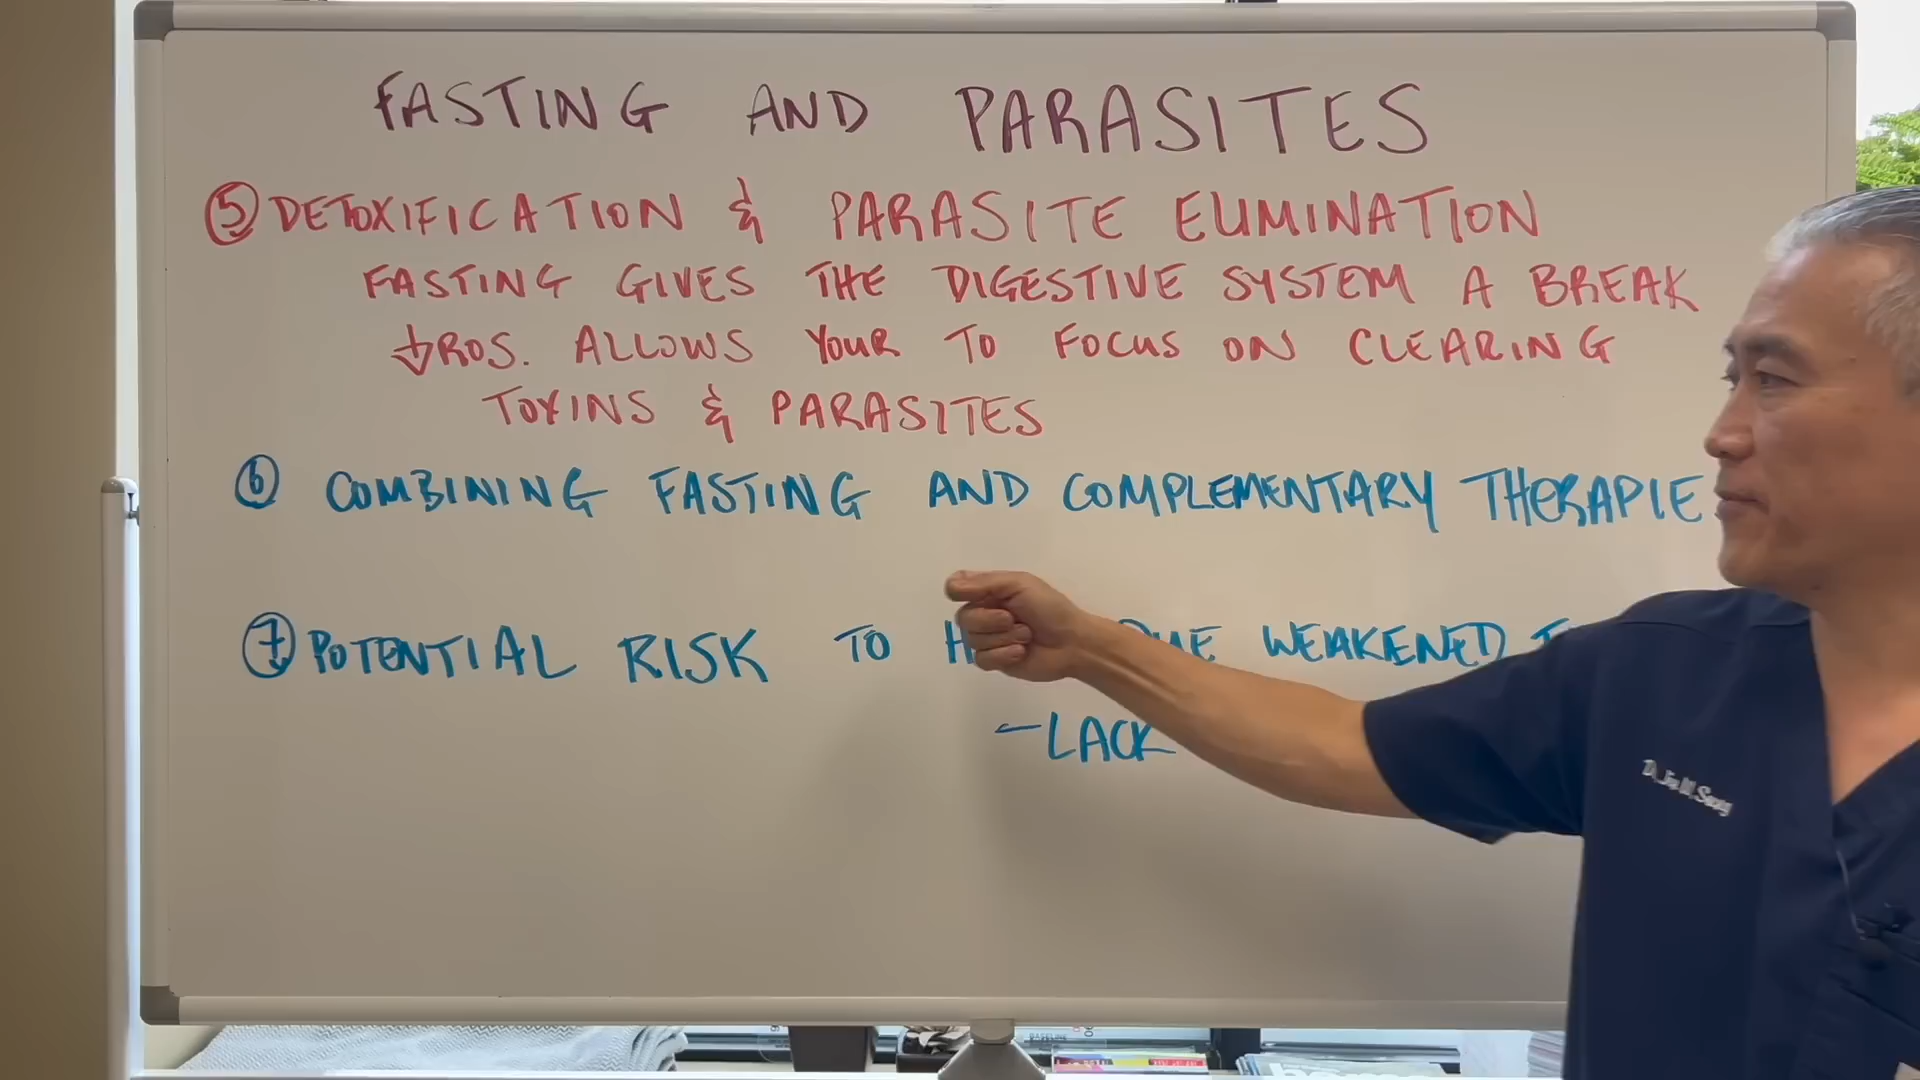 FASTING AND PARASITES
⑤ DETOXIFICATION & PARASITE ELIMINATION
FASTING GIVES THE DIGESTIVE SYSTEM A BREAK
↓ROS. ALLOWS YOUR TO FOCUS ON CLEARING
TOXINS & PARASITES
⑥ COMBINING FASTING AND COMPLEMENTARY THERAPIE
⑦ POTENTIAL RISK TO WEAKENED
-LACK